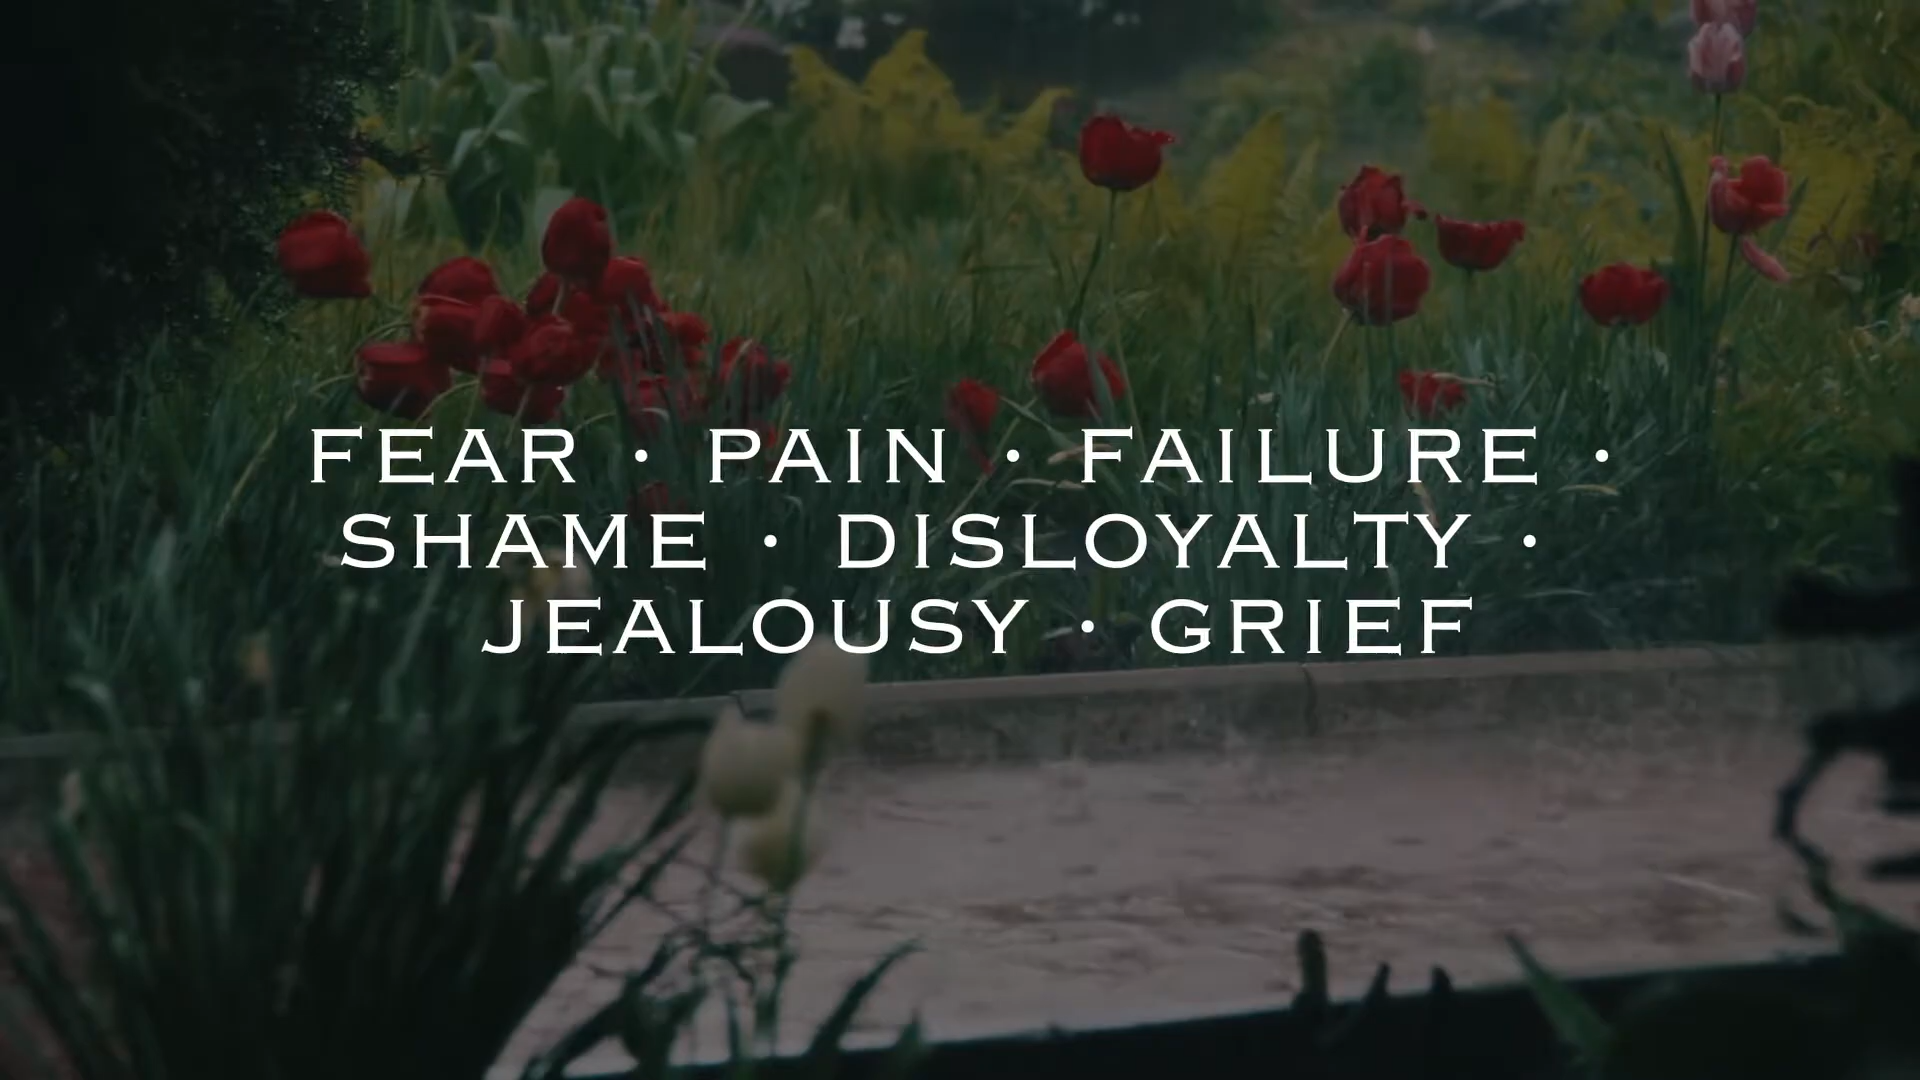 FEAR · PAIN · FAILURE ·
SHAME · DISLOYALTY ·
JEALOUSY · GRIEF